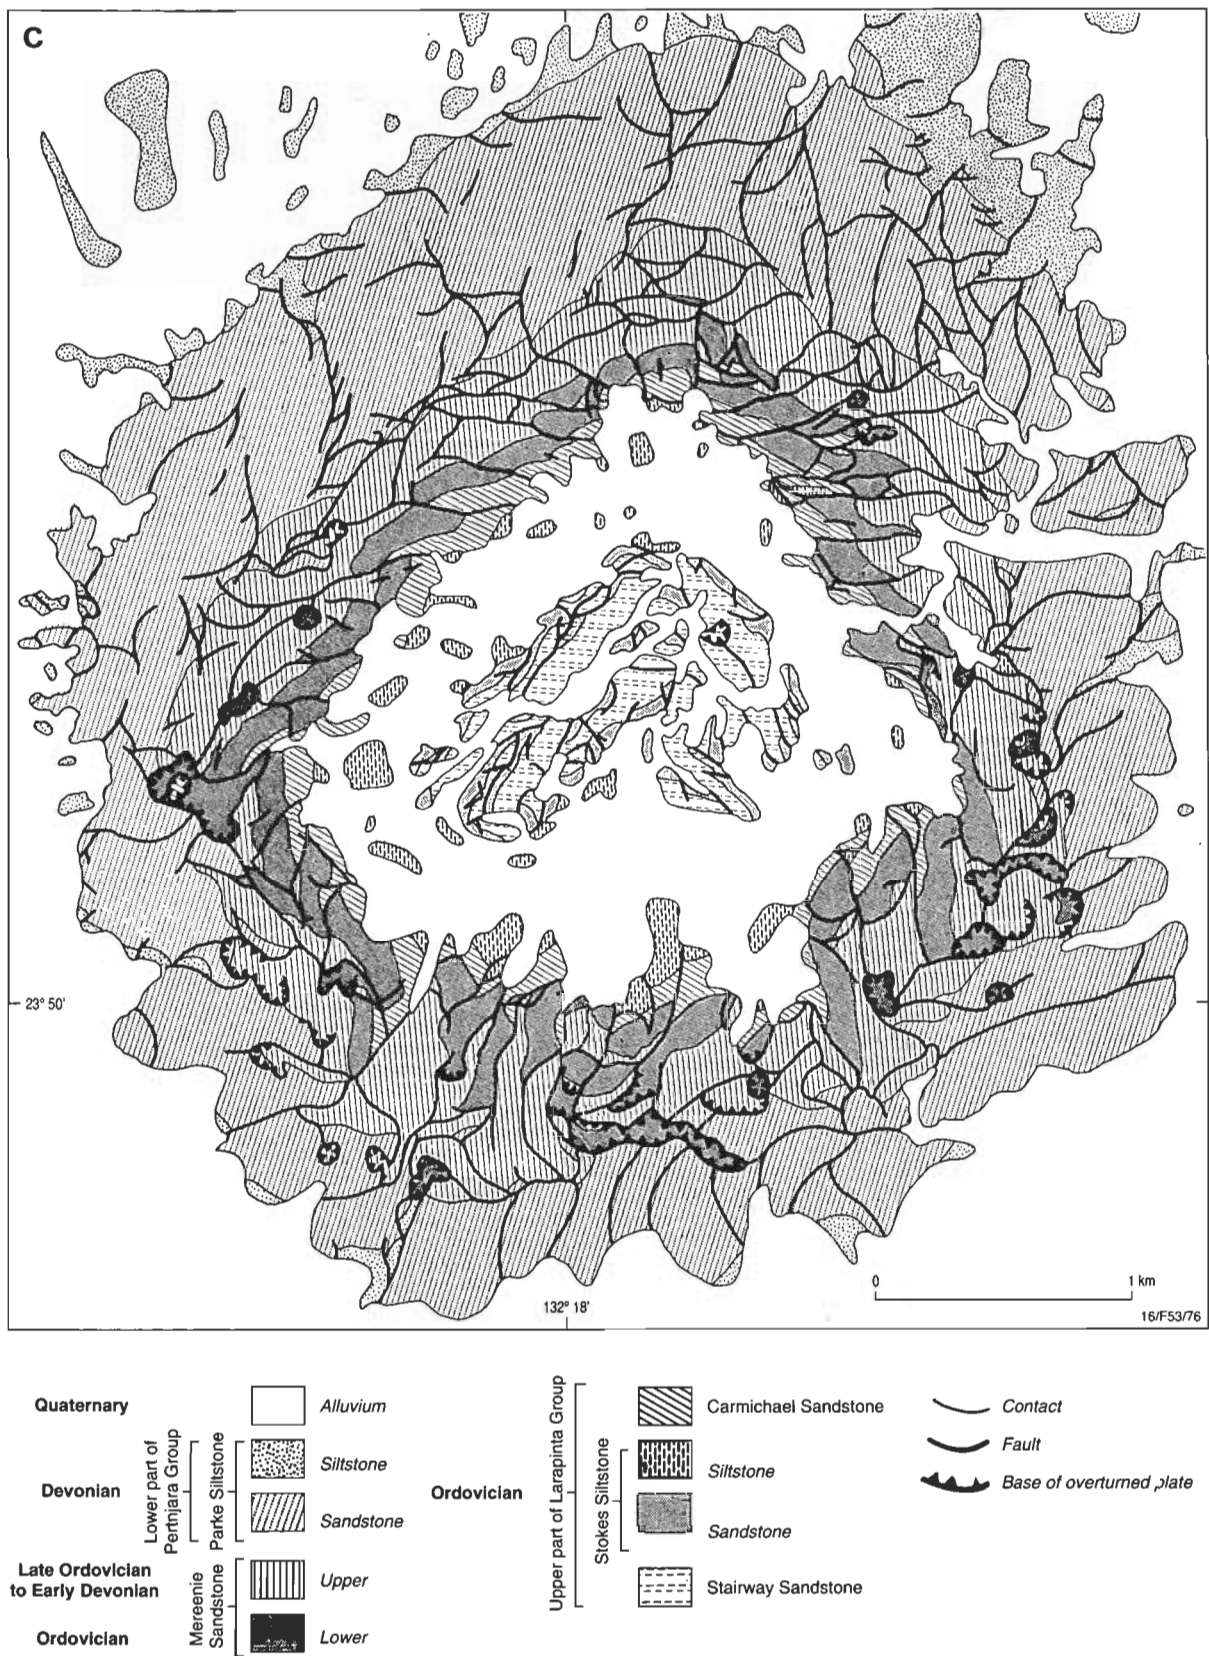 C
23° 50'
132° 18'
0
1 km
16/F53/76
Quaternary
Alluvium
Devonian
Lower part of
Pertnjara Group
Parke Siltstone
Siltstone
Sandstone
Late Ordovician
to Early Devonian
Mereenie
Sandstone
Upper
Ordovician
Lower
Ordovician
Upper part of Larapinta Group
Carmichael Sandstone
Stokes Siltstone
Siltstone
Sandstone
Stairway Sandstone
Contact
Fault
Base of overturned plate